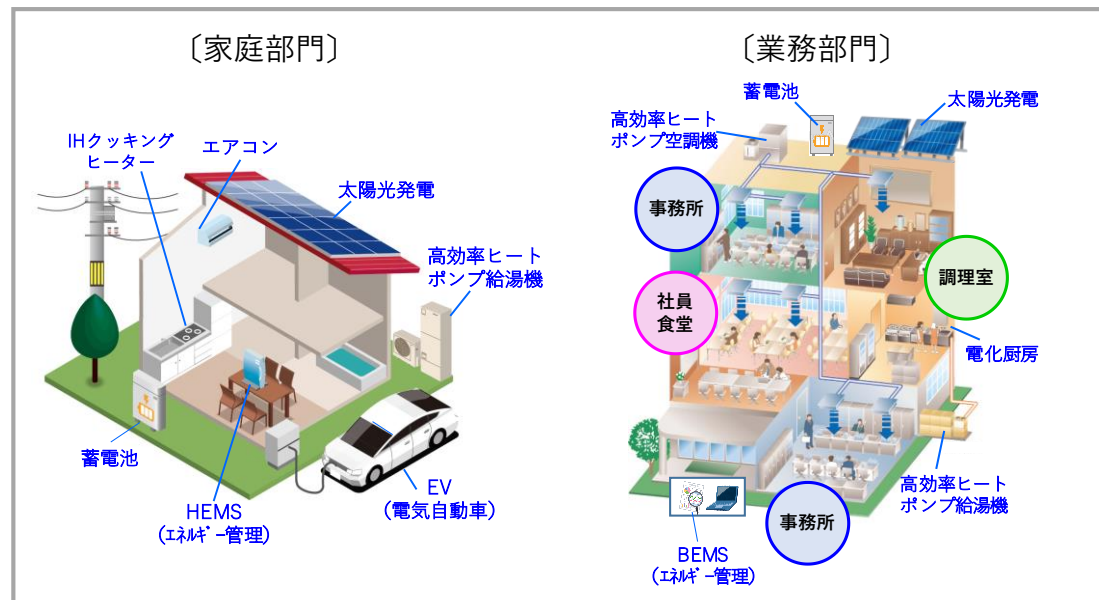 〔家庭部門〕
IHクッキング
ヒーター
エアコン
太陽光発電
高効率ヒート
ポンプ給湯機
蓄電池
HEMS
(ｴﾈﾙｷﾞｰ管理)
EV
(電気自動車)
〔業務部門〕
蓄電池
太陽光発電
高効率ヒート
ポンプ空調機
事務所
社員
食堂
調理室
電化厨房
高効率ヒート
ポンプ給湯機
事務所
BEMS
(ｴﾈﾙｷﾞｰ管理)